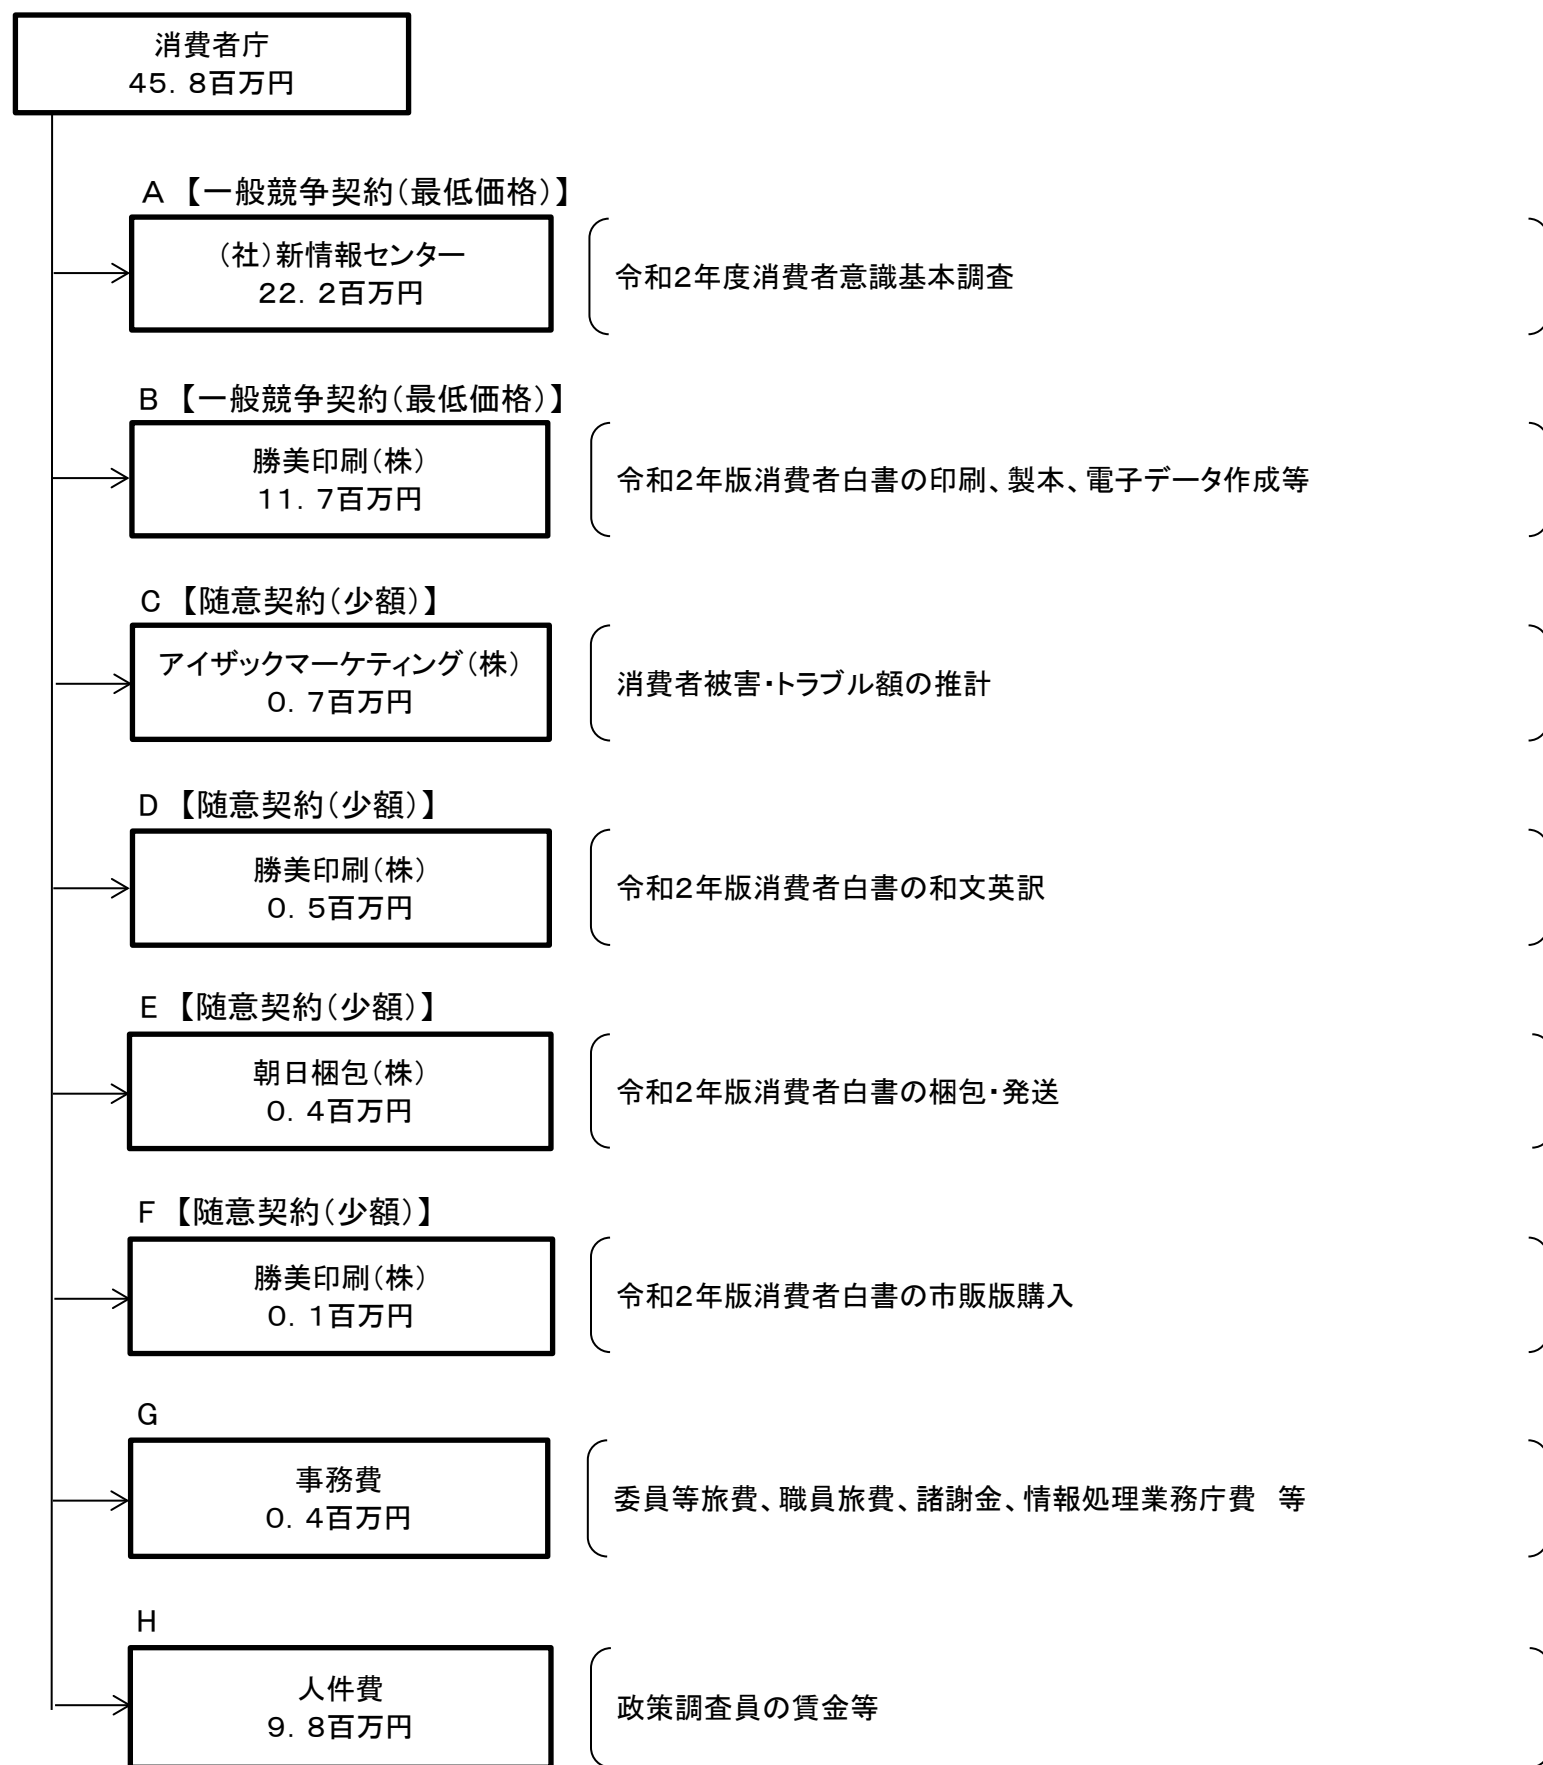 消費者庁
45．8百万円
A 【一般競争契約（最低価格）】
（社）新情報センター
22．2百万円
令和2年度消費者意識基本調査
B 【一般競争契約（最低価格）】
勝美印刷（株）
11．7百万円
令和2年版消費者白書の印刷、製本、電子データ作成等
C 【随意契約（少額）】
アイザックマーケティング（株）
0．7百万円
消費者被害・トラブル額の推計
D 【随意契約（少額）】
勝美印刷（株）
0．5百万円
令和2年版消費者白書の和文英訳
E 【随意契約（少額）】
朝日梱包（株）
0．4百万円
令和2年版消費者白書の梱包・発送
F 【随意契約（少額）】
勝美印刷（株）
0．1百万円
令和2年版消費者白書の市販版購入
G
事務費
0．4百万円
委員等旅費、職員旅費、諸謝金、情報処理業務庁費　等
H
人件費
9．8百万円
政策調査員の賃金等